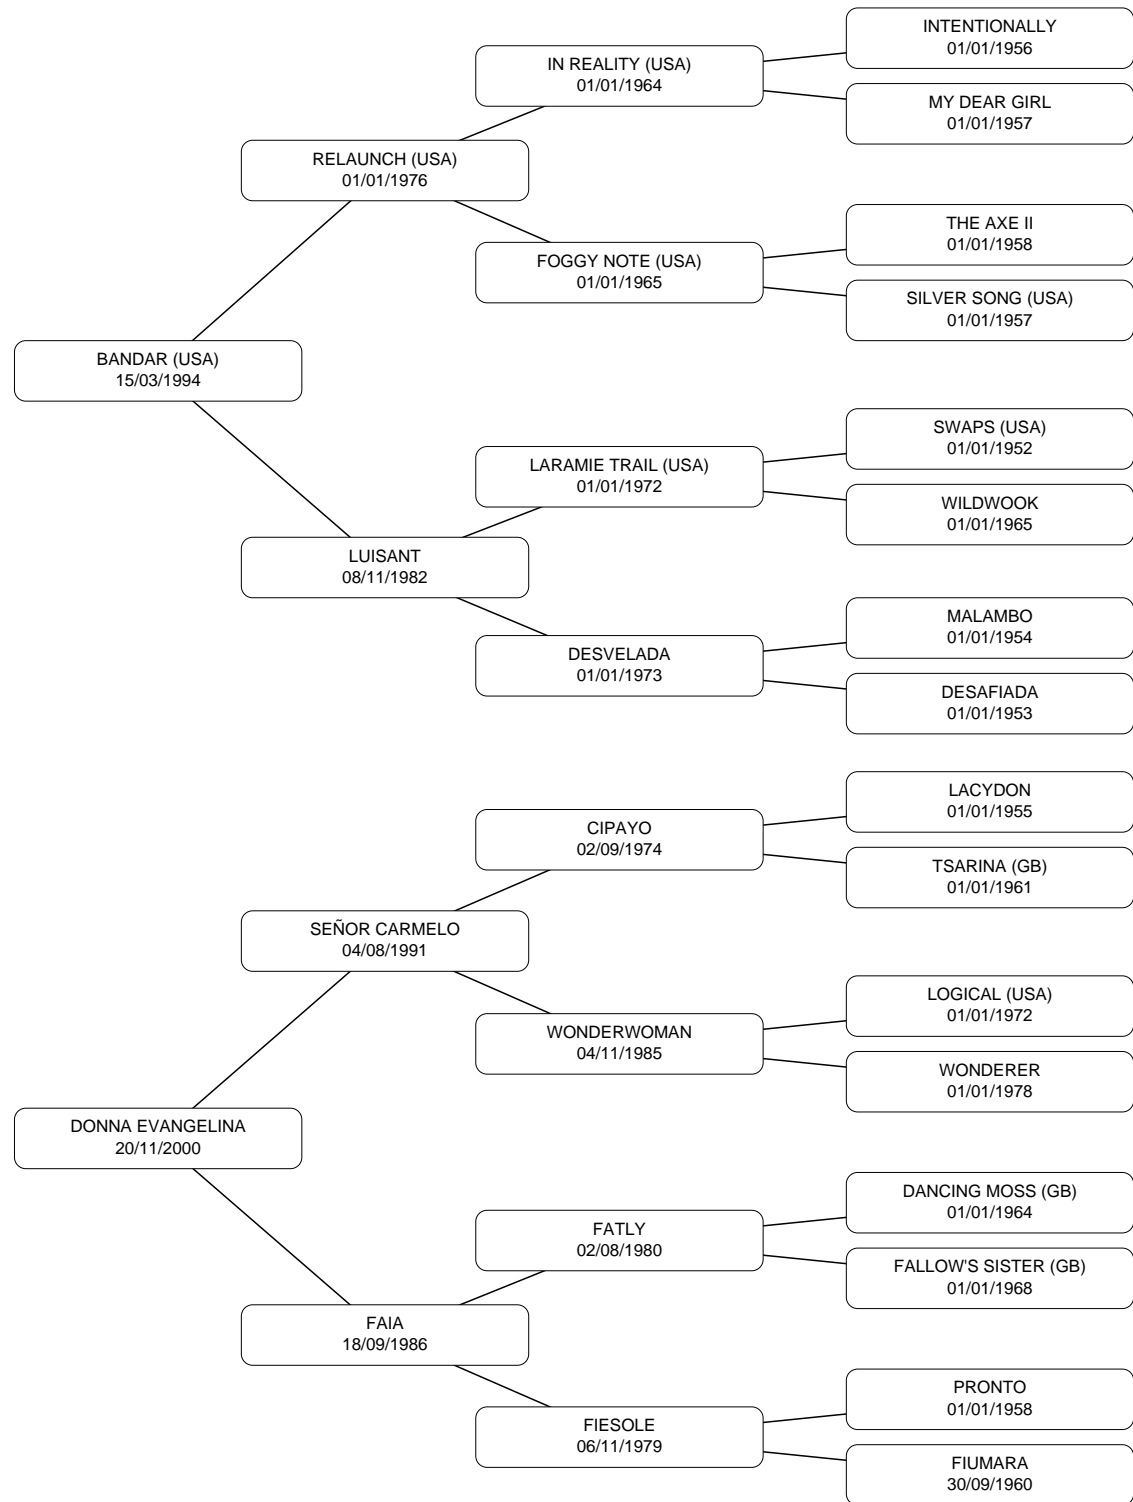 INTENTIONALLY
01/01/1956
IN REALITY (USA)
01/01/1964
MY DEAR GIRL
01/01/1957
RELAUNCH (USA)
01/01/1976
THE AXE II
01/01/1958
FOGGY NOTE (USA)
01/01/1965
SILVER SONG (USA)
01/01/1957
BANDAR (USA)
15/03/1994
SWAPS (USA)
01/01/1952
LARAMIE TRAIL (USA)
01/01/1972
WILDWOOK
01/01/1965
LUISANT
08/11/1982
MALAMBO
01/01/1954
DESVELADA
01/01/1973
DESAFIADA
01/01/1953
LACYDON
01/01/1955
CIPAYO
02/09/1974
TSARINA (GB)
01/01/1961
SEÑOR CARMELO
04/08/1991
LOGICAL (USA)
01/01/1972
WONDERWOMAN
04/11/1985
WONDERER
01/01/1978
DONNA EVANGELINA
20/11/2000
DANCING MOSS (GB)
01/01/1964
FATLY
02/08/1980
FALLOW'S SISTER (GB)
01/01/1968
FAIA
18/09/1986
PRONTO
01/01/1958
FIESOLE
06/11/1979
FIUMARA
30/09/1960